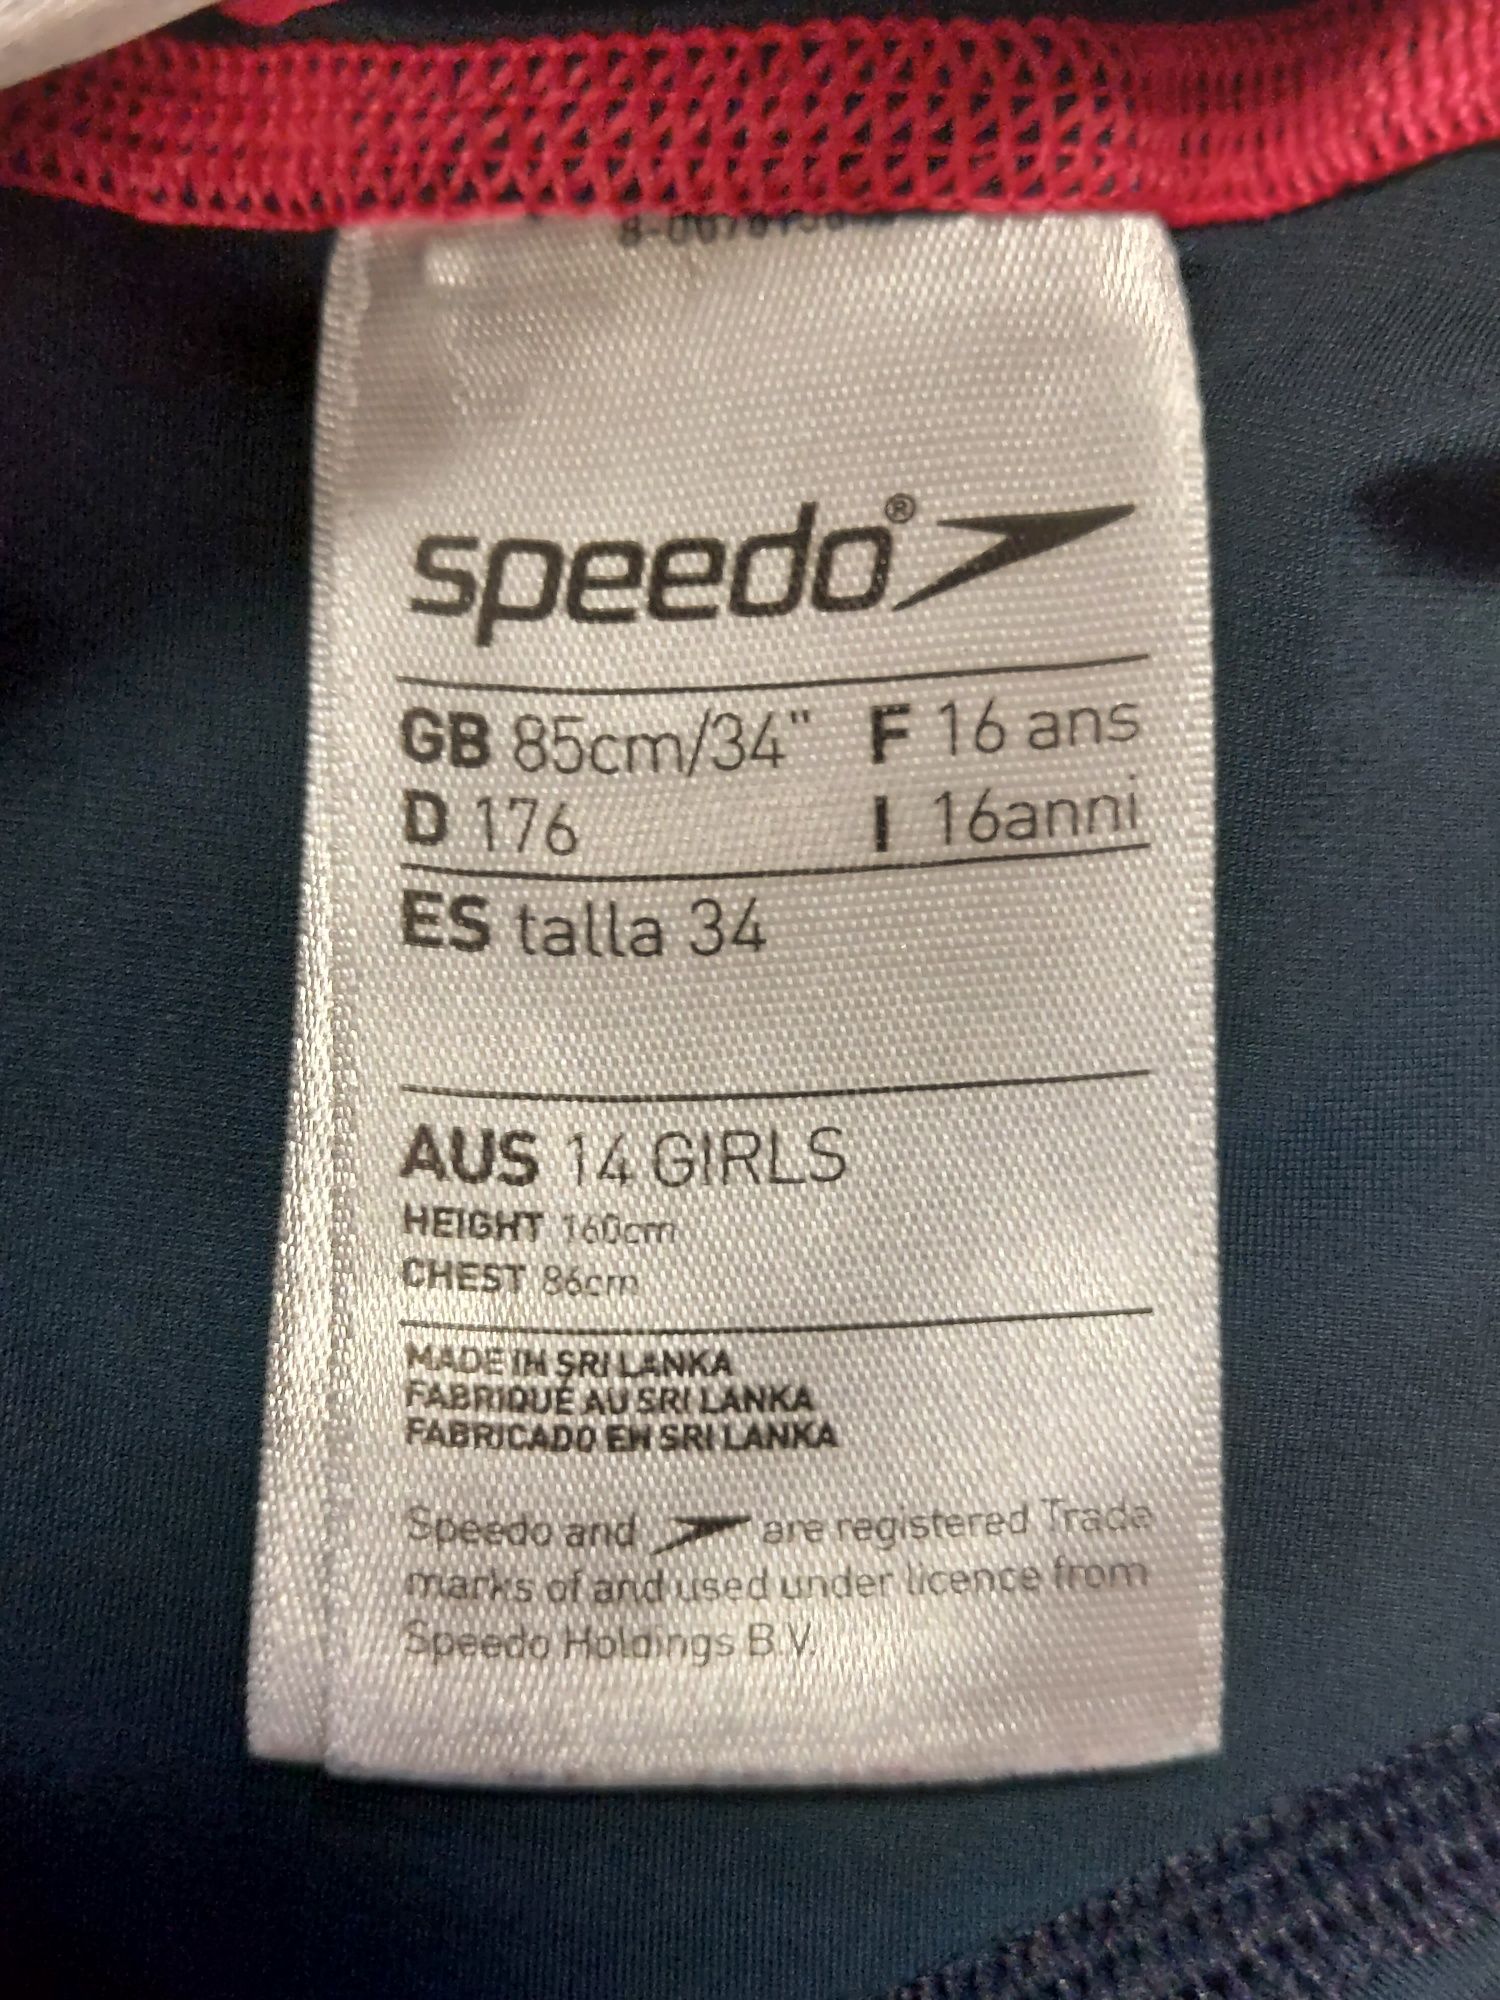 speedo®
GB 85cm/34" F 16 ans
D 176 I 16anni
ES talla 34
AUS 14 GIRLS
HEIGHT 160cm
CHEST 86cm
MADE IN SRI LANKA
FABRIQUÉ AU SRI LANKA
FABRICADO EN SRI LANKA
Speedo and are registered Trade
marks of and used under licence from
Speedo Holdings B.V.